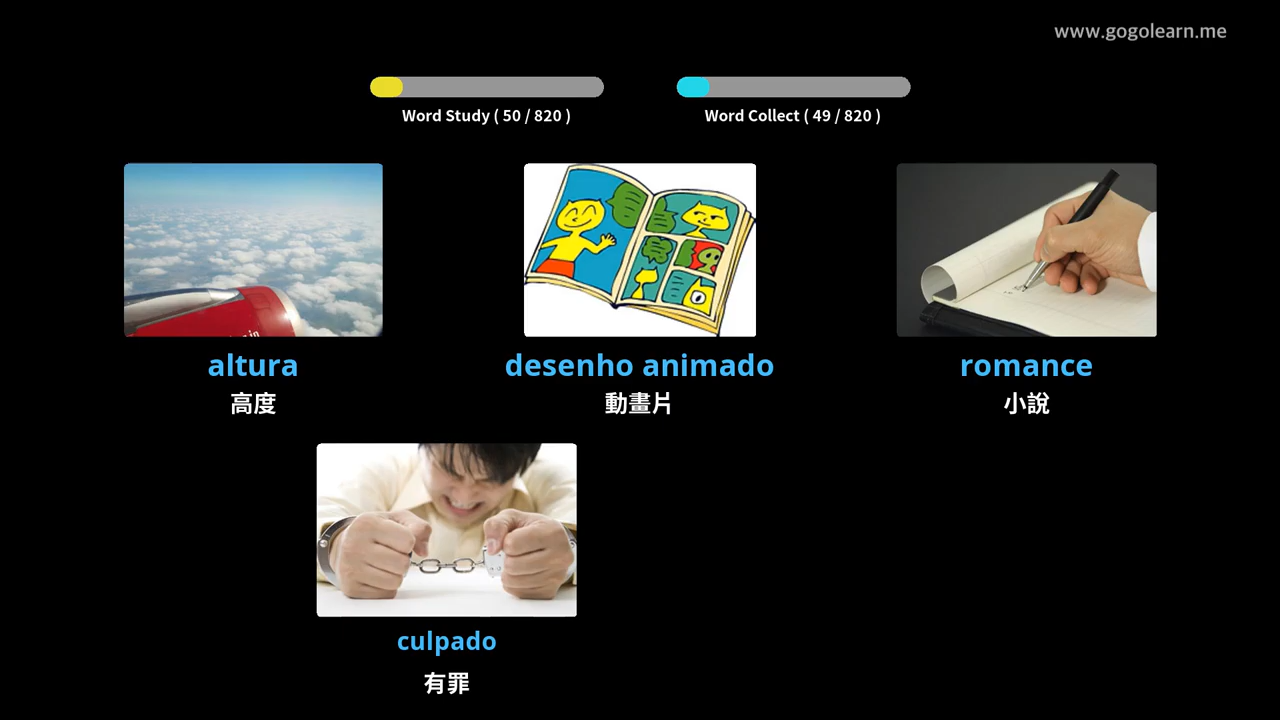 www.gogolearn.me
Word Study ( 50 / 820 )
Word Collect ( 49 / 820 )
altura
高度
desenho animado
動畫片
romance
小說
culpado
有罪